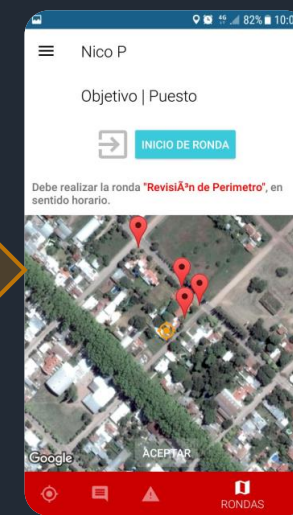 82% 10:0
Nico P
Objetivo | Puesto
INICIO DE RONDA
Debe realizar la ronda "RevisiÃ³n de Perimetro", en
sentido horario.
ACEPTAR
Google
RONDAS